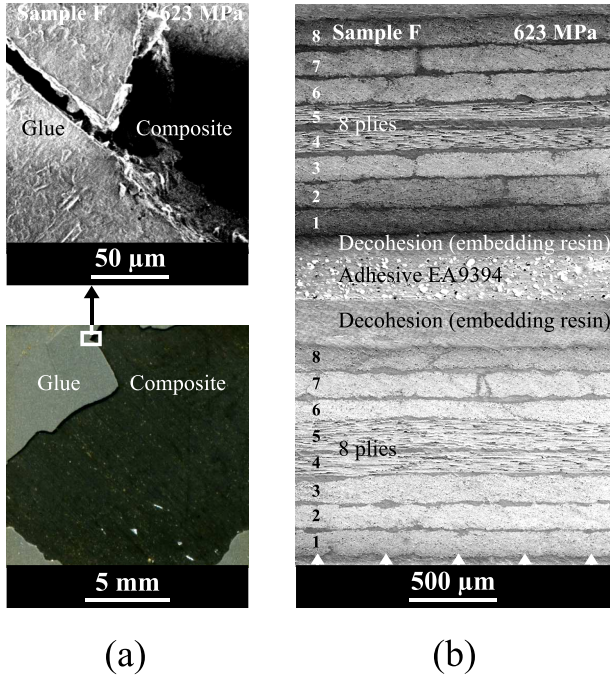 Sample F 623 MPa
Glue
Composite
50 µm
Glue
Composite
5 mm
(a)
8 Sample F 623 MPa
7
6
5
8 plies
4
3
2
1
Decohesion (embedding resin)
Adhesive EA9394
Decohesion (embedding resin)
8
7
6
5
8 plies
4
3
2
1
500 µm
(b)